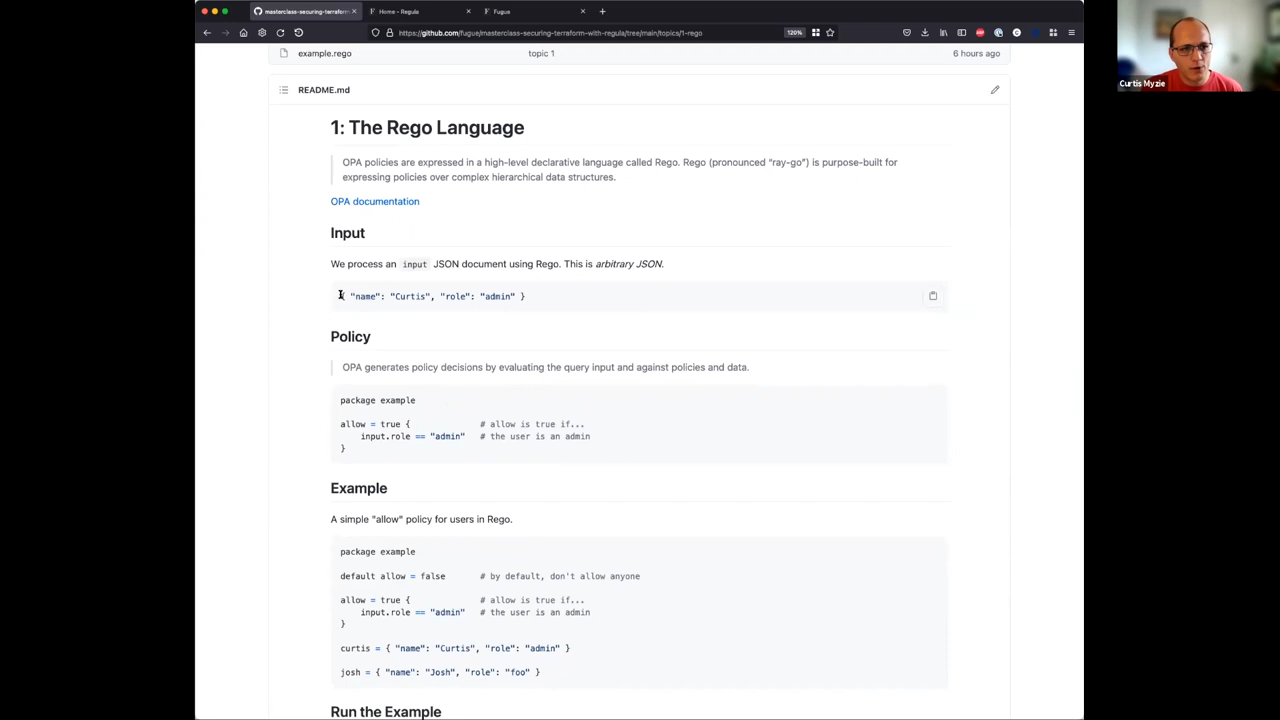 masterclass-securing-terraform-
Home - Regula
Fugue
https://github.com/fugue/masterclass-securing-terraform-with-regula/tree/main/topics/1-rego
120%
example.rego
topic 1
6 hours ago
Curtis Myzie
README.md
1: The Rego Language
OPA policies are expressed in a high-level declarative language called Rego. Rego (pronounced “ray-go”) is purpose-built for
expressing policies over complex hierarchical data structures.
OPA documentation
Input
We process an input JSON document using Rego. This is arbitrary JSON.
{ "name": "Curtis", "role": "admin" }
Policy
OPA generates policy decisions by evaluating the query input and against policies and data.
package example
allow = true { # allow is true if...
input.role == "admin" # the user is an admin
}
Example
A simple "allow" policy for users in Rego.
package example
default allow = false # by default, don't allow anyone
allow = true { # allow is true if...
input.role == "admin" # the user is an admin
}
curtis = { "name": "Curtis", "role": "admin" }
josh = { "name": "Josh", "role": "foo" }
Run the Example